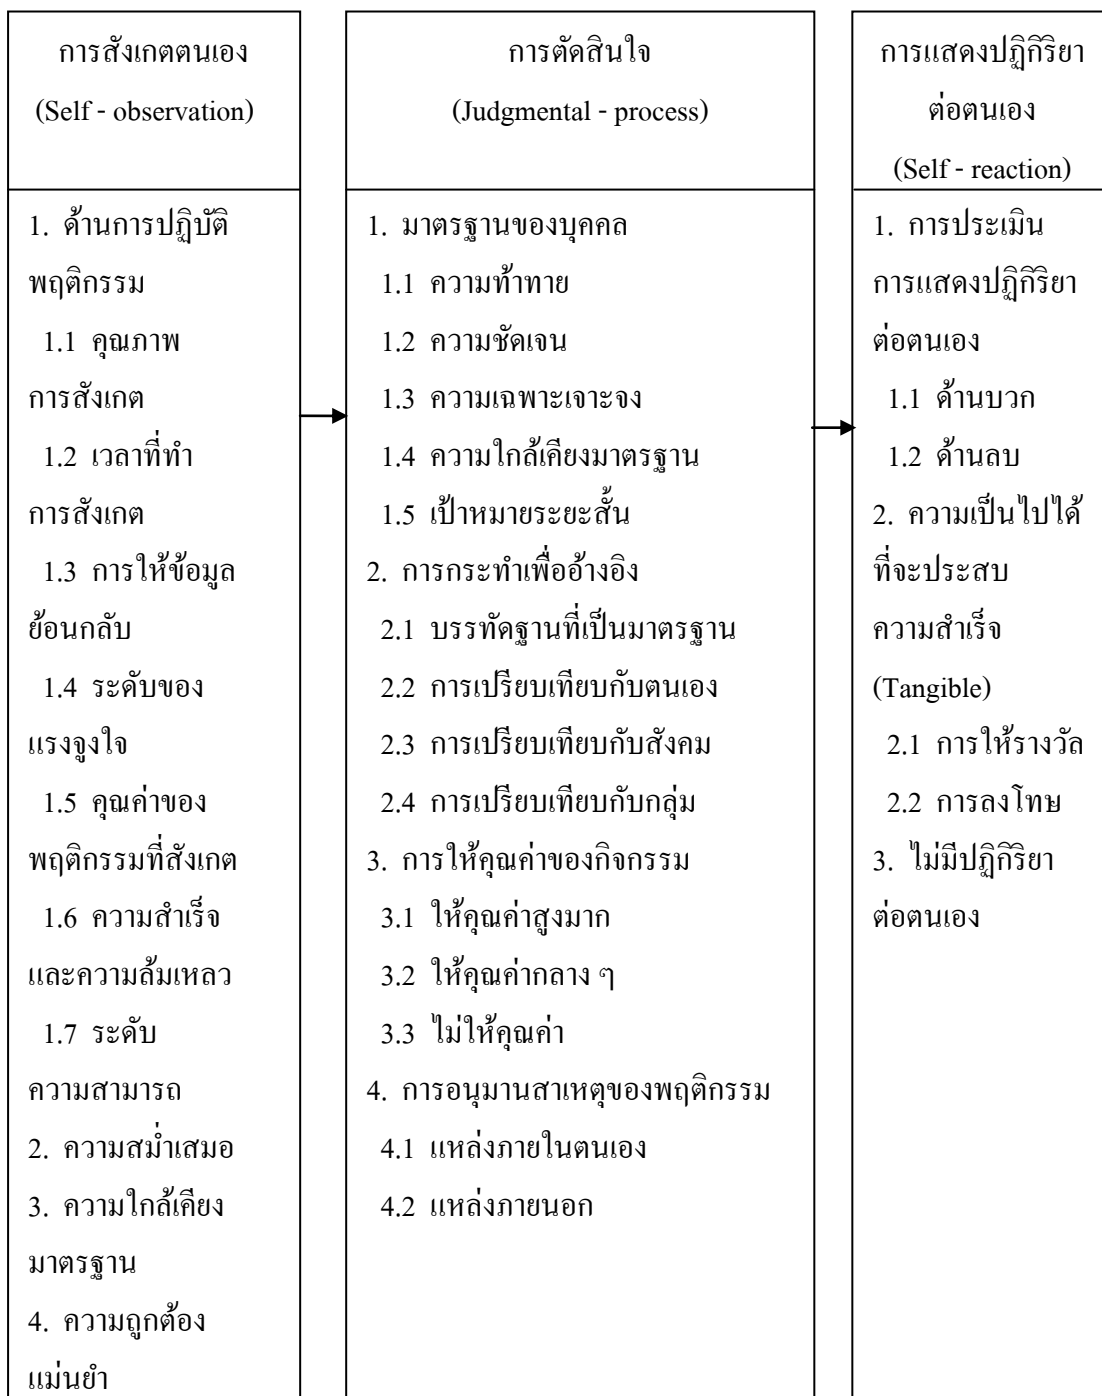 การสังเกตตนเอง
(Self - observation)
1. ด้านการปฏิบัติ
พฤติกรรม
1.1 คุณภาพ
การสังเกต
1.2 เวลาที่ทำ
การสังเกต
1.3 การให้ข้อมูล
ย้อนกลับ
1.4 ระดับของ
แรงจูงใจ
1.5 คุณค่าของ
พฤติกรรมที่สังเกต
1.6 ความสำเร็จ
และความล้มเหลว
1.7 ระดับ
ความสามารถ
2. ความสม่ำเสมอ
3. ความใกล้เคียง
มาตรฐาน
4. ความถูกต้อง
แม่นยำ
การตัดสินใจ
(Judgmental - process)
1. มาตรฐานของบุคคล
1.1 ความท้าทาย
1.2 ความชัดเจน
1.3 ความเฉพาะเจาะจง
1.4 ความใกล้เคียงมาตรฐาน
1.5 เป้าหมายระยะสั้น
2. การกระทำเพื่ออ้างอิง
2.1 บรรทัดฐานที่เป็นมาตรฐาน
2.2 การเปรียบเทียบกับตนเอง
2.3 การเปรียบเทียบกับสังคม
2.4 การเปรียบเทียบกับกลุ่ม
3. การให้คุณค่าของกิจกรรม
3.1 ให้คุณค่าสูงมาก
3.2 ให้คุณค่ากลาง ๆ
3.3 ไม่ให้คุณค่า
4. การอนุมานสาเหตุของพฤติกรรม
4.1 แหล่งภายในตนเอง
4.2 แหล่งภายนอก
การแสดงปฏิกิริยา
ต่อตนเอง
(Self - reaction)
1. การประเมิน
การแสดงปฏิกิริยา
ต่อตนเอง
1.1 ด้านบวก
1.2 ด้านลบ
2. ความเป็นไปได้
ที่จะประสบ
ความสำเร็จ
(Tangible)
2.1 การให้รางวัล
2.2 การลงโทษ
3. ไม่มีปฏิกิริยา
ต่อตนเอง